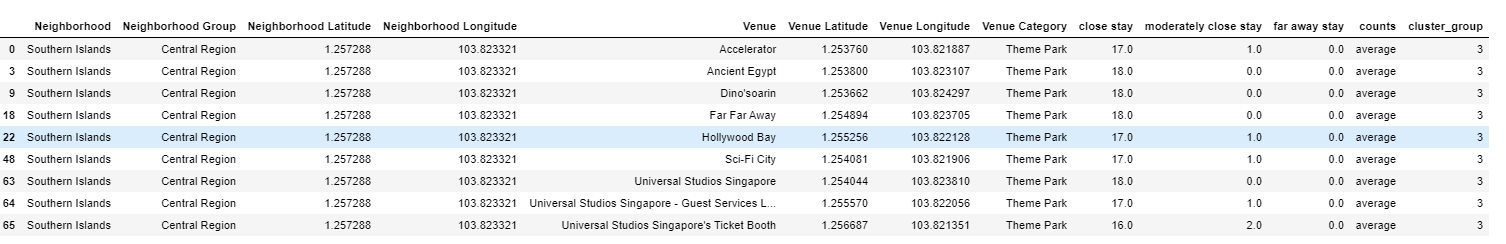 Neighborhood Neighborhood Group Neighborhood Latitude Neighborhood Longitude Venue Venue Latitude Venue Longitude Venue Category close stay moderately close stay far away stay counts cluster_group
0 Southern Islands Central Region 1.257288 103.823321 Accelerator 1.253760 103.821887 Theme Park 17.0 1.0 0.0 average 3
3 Southern Islands Central Region 1.257288 103.823321 Ancient Egypt 1.253800 103.823107 Theme Park 18.0 0.0 0.0 average 3
9 Southern Islands Central Region 1.257288 103.823321 Dino'soarin 1.253662 103.824297 Theme Park 18.0 0.0 0.0 average 3
18 Southern Islands Central Region 1.257288 103.823321 Far Far Away 1.254894 103.823705 Theme Park 18.0 0.0 0.0 average 3
22 Southern Islands Central Region 1.257288 103.823321 Hollywood Bay 1.255256 103.822128 Theme Park 17.0 1.0 0.0 average 3
48 Southern Islands Central Region 1.257288 103.823321 Sci-Fi City 1.254081 103.821906 Theme Park 17.0 1.0 0.0 average 3
63 Southern Islands Central Region 1.257288 103.823321 Universal Studios Singapore 1.254044 103.823810 Theme Park 18.0 0.0 0.0 average 3
64 Southern Islands Central Region 1.257288 103.823321 Universal Studios Singapore - Guest Services L... 1.255570 103.822056 Theme Park 17.0 1.0 0.0 average 3
65 Southern Islands Central Region 1.257288 103.823321 Universal Studios Singapore's Ticket Booth 1.256687 103.821351 Theme Park 16.0 2.0 0.0 average 3